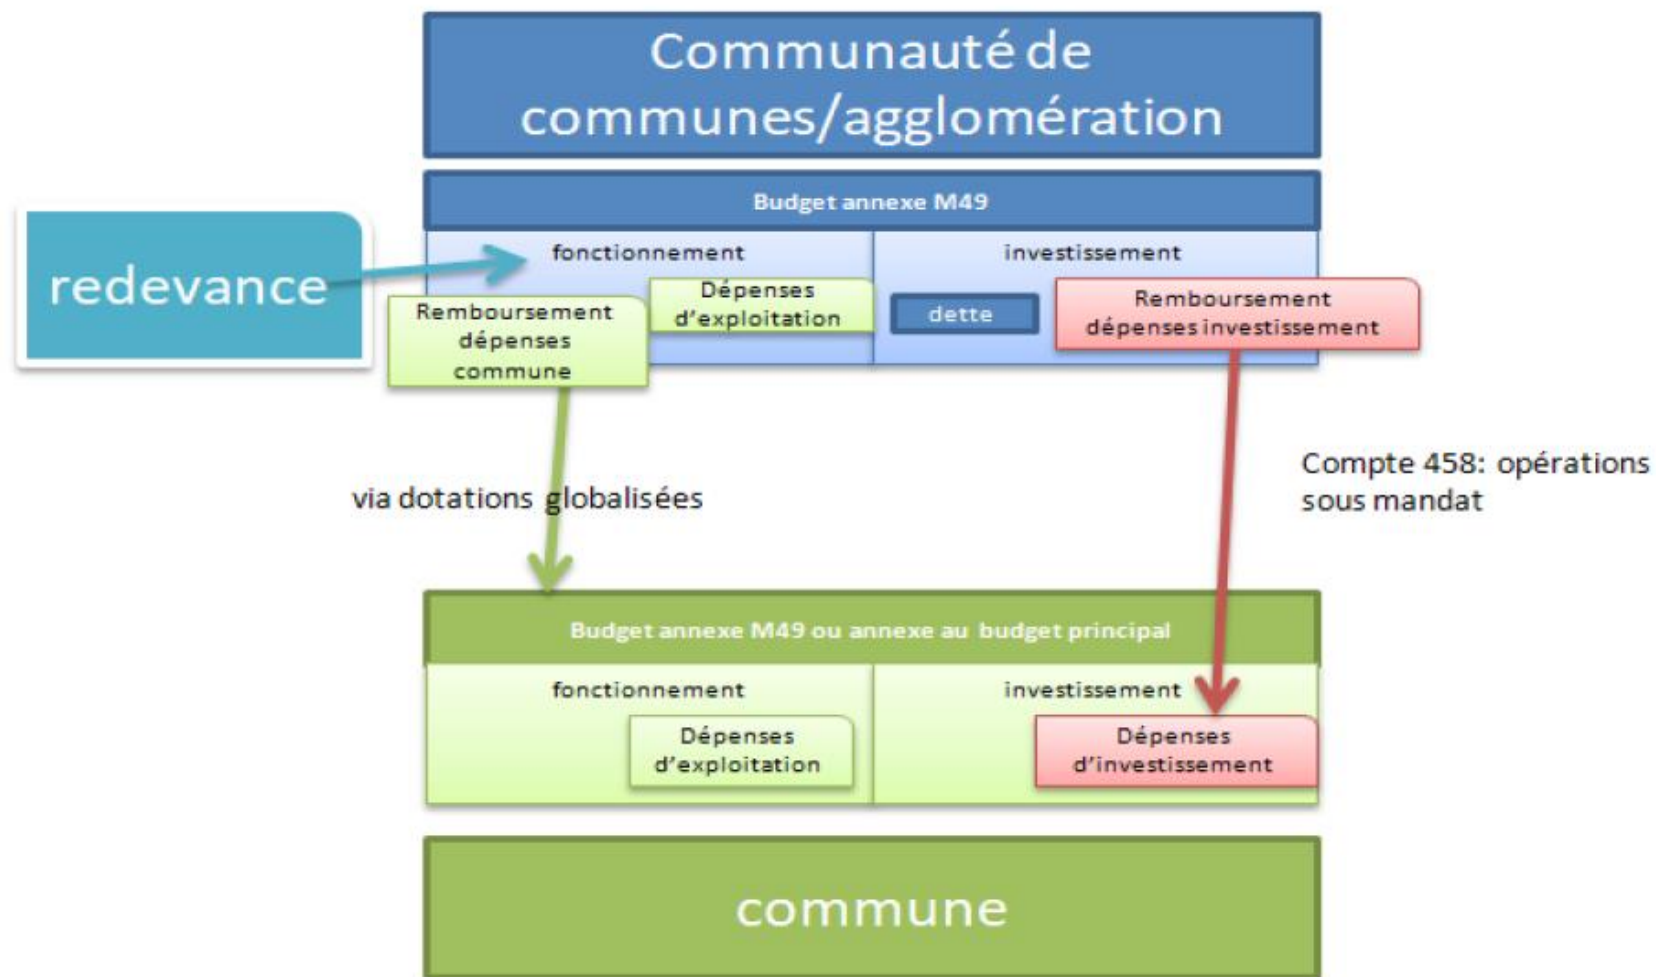 Communauté de
communes/agglomération
Budget annexe M49
redevance
fonctionnement
investissement
Remboursement
dépenses
commune
Dépenses
d'exploitation
dette
Remboursement
dépenses investissement
via dotations globalisées
Compte 458: opérations
sous mandat
Budget annexe M49 ou annexe au budget principal
fonctionnement
investissement
Dépenses
d'exploitation
Dépenses
d'investissement
commune